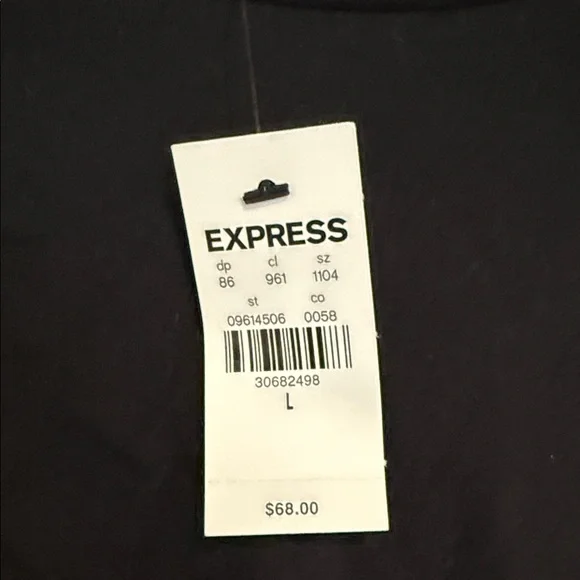 EXPRESS
dp cl sz
86 961 1104
st co
09614506 0058
30682498
L
$68.00